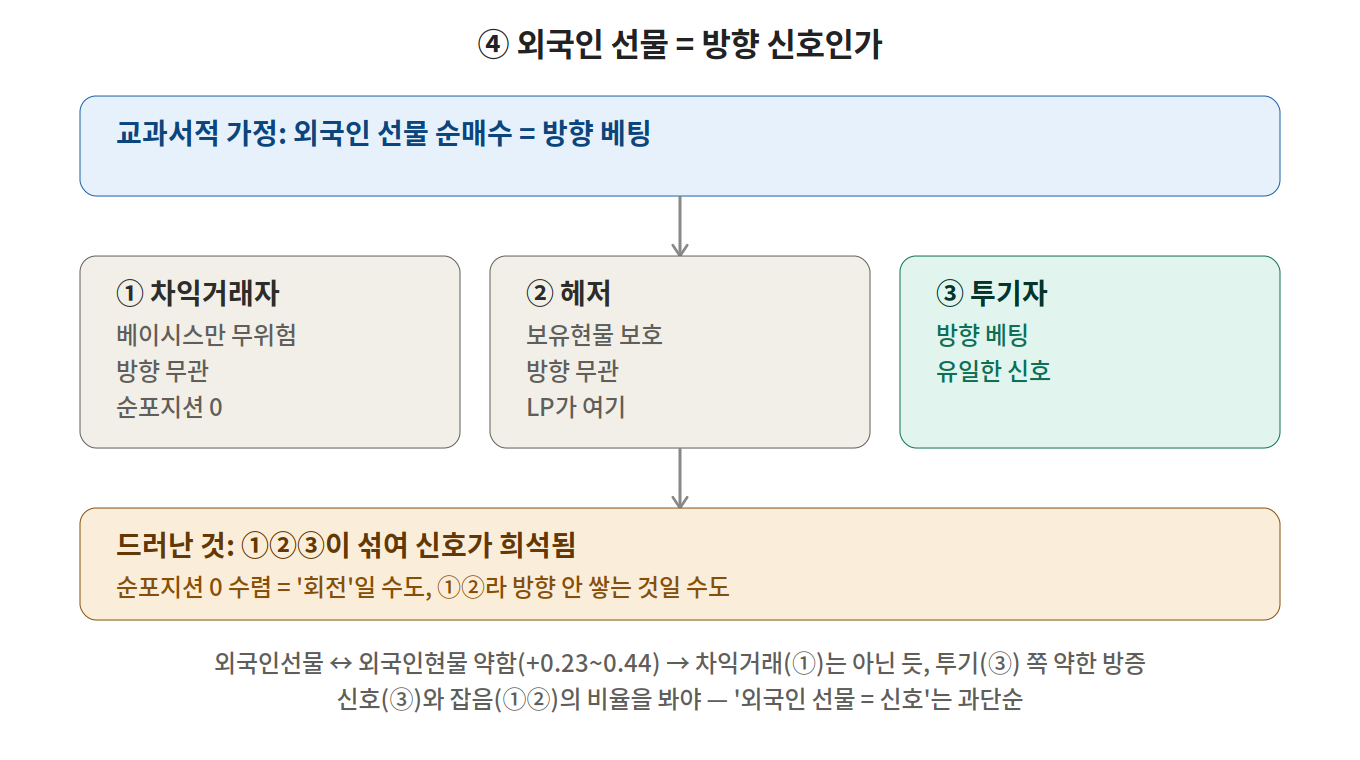 ④ 외국인 선물 = 방향 신호인가
교과서적 가정: 외국인 선물 순매수 = 방향 베팅
① 차익거래자
베이시스만 무위험
방향 무관
순포지션 0
② 헤저
보유현물 보호
방향 무관
LP가 여기
③ 투기자
방향 베팅
유일한 신호
드러난 것: ①②③이 섞여 신호가 희석됨
순포지션 0 수렴 = '회전'일 수도, ①②라 방향 안 쌓는 것일 수도
외국인선물 ↔ 외국인현물 약함(+0.23~0.44) → 차익거래(①)는 아닌 듯, 투기(③) 쪽 약한 방증
신호(③)와 잡음(①②)의 비율을 봐야 — '외국인 선물 = 신호'는 과단순